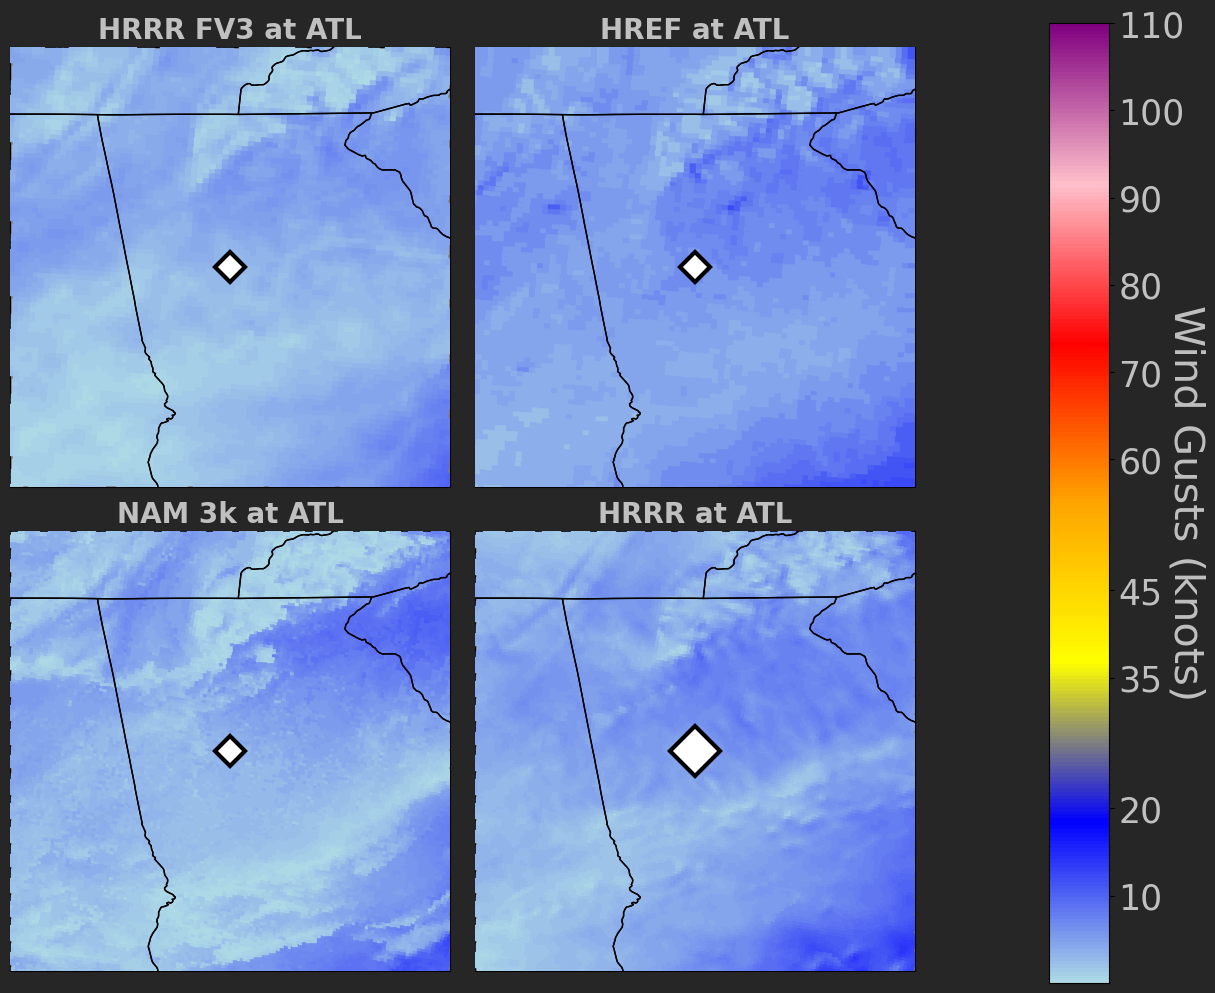 HRRR FV3 at ATL
HREF at ATL
NAM 3k at ATL
HRRR at ATL
110
100
90
80
70
60
45
35
20
10
Wind Gusts (knots)